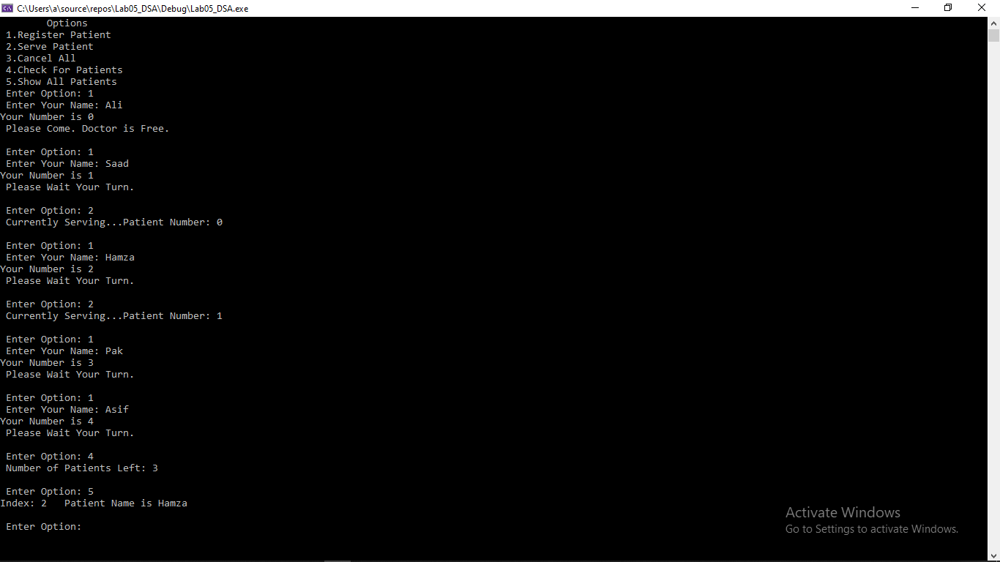 C:\Users\a\source\repos\Lab05_DSA\Debug\Lab05_DSA.exe
Options
1.Register Patient
2.Serve Patient
3.Cancel All
4.Check For Patients
5.Show All Patients
Enter Option: 1
Enter Your Name: Ali
Your Number is 0
Please Come. Doctor is Free.
Enter Option: 1
Enter Your Name: Saad
Your Number is 1
Please Wait Your Turn.
Enter Option: 2
Currently Serving...Patient Number: 0
Enter Option: 1
Enter Your Name: Hamza
Your Number is 2
Please Wait Your Turn.
Enter Option: 2
Currently Serving...Patient Number: 1
Enter Option: 1
Enter Your Name: Pak
Your Number is 3
Please Wait Your Turn.
Enter Option: 1
Enter Your Name: Asif
Your Number is 4
Please Wait Your Turn.
Enter Option: 4
Number of Patients Left: 3
Enter Option: 5
Index: 2   Patient Name is Hamza
Enter Option:
Activate Windows
Go to Settings to activate Windows.